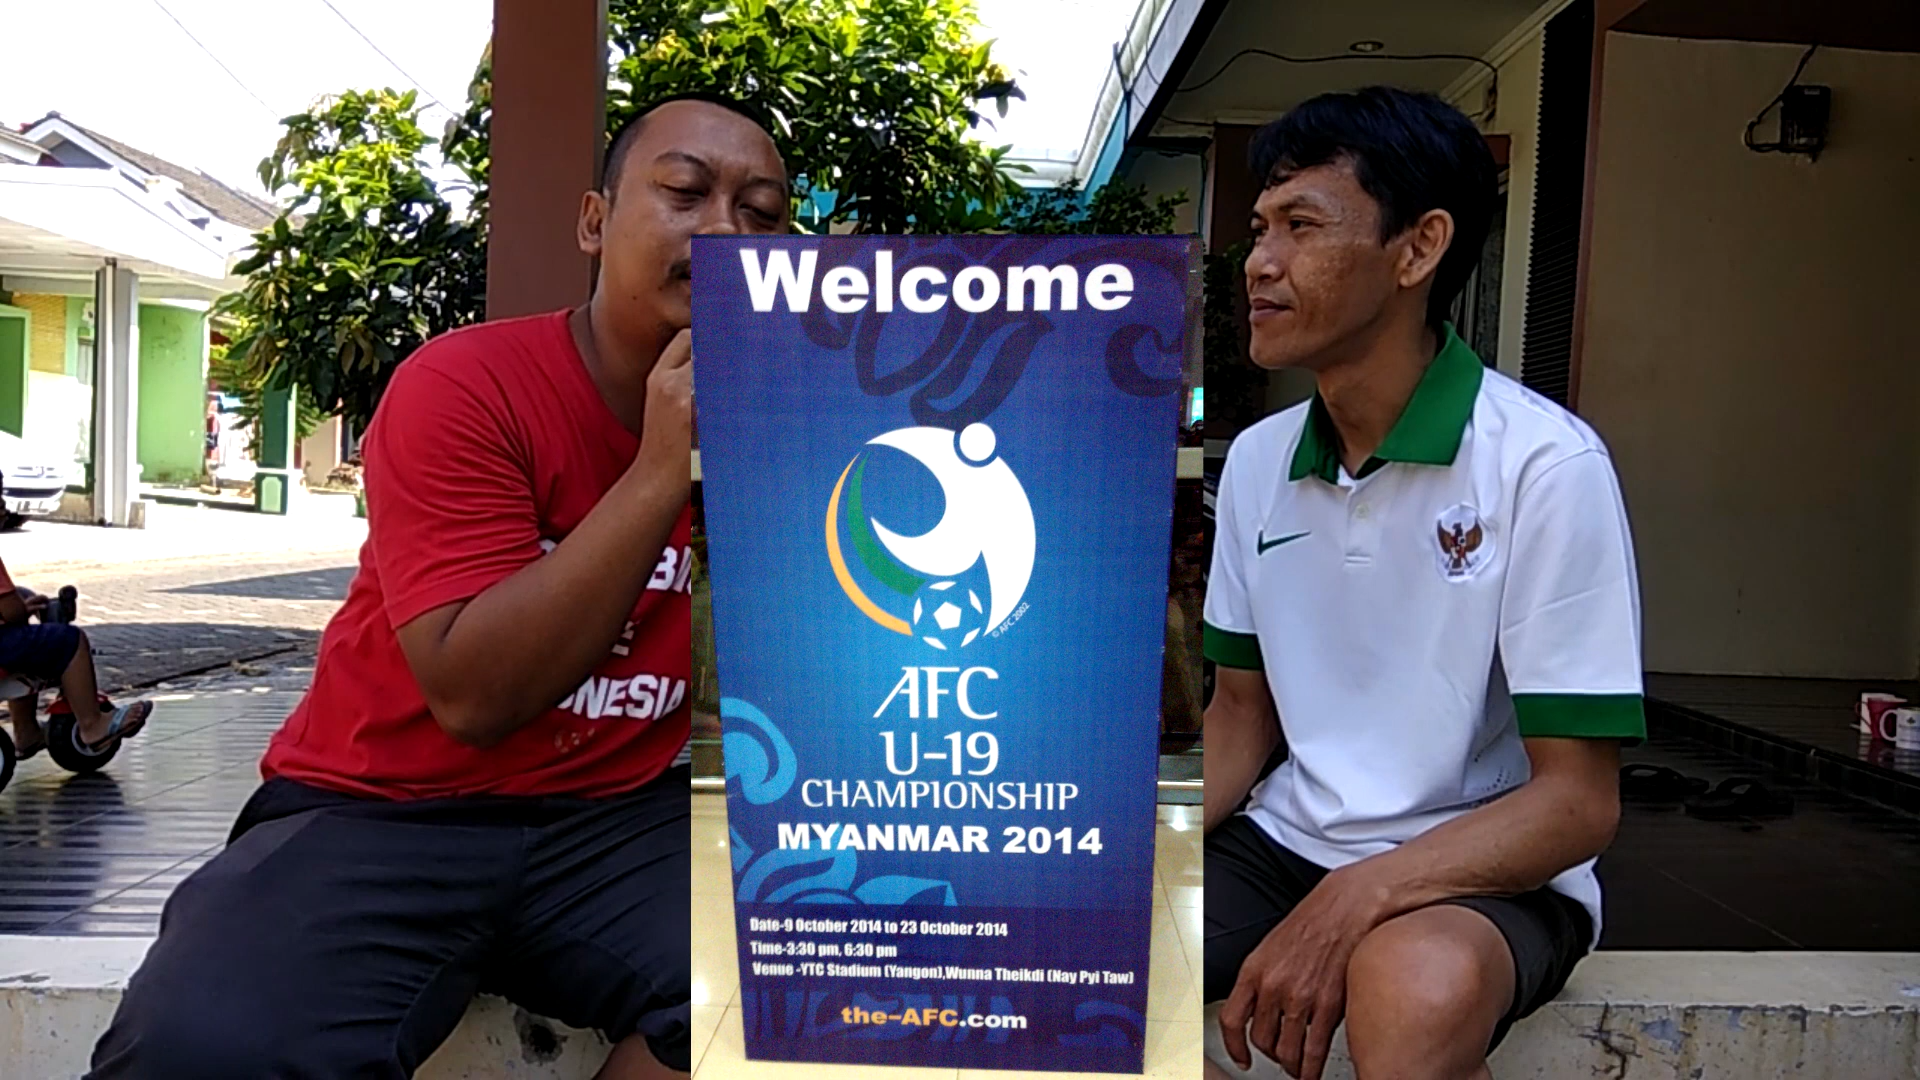 Welcome
© AFC 2002
AFC
U-19
CHAMPIONSHIP
MYANMAR 2014
Date-9 October 2014 to 23 October 2014
Time-3:30 pm, 6:30 pm
Venue -YTC Stadium (Yangon),Wunna Theikdi (Nay Pyi Taw)
the-AFC.com